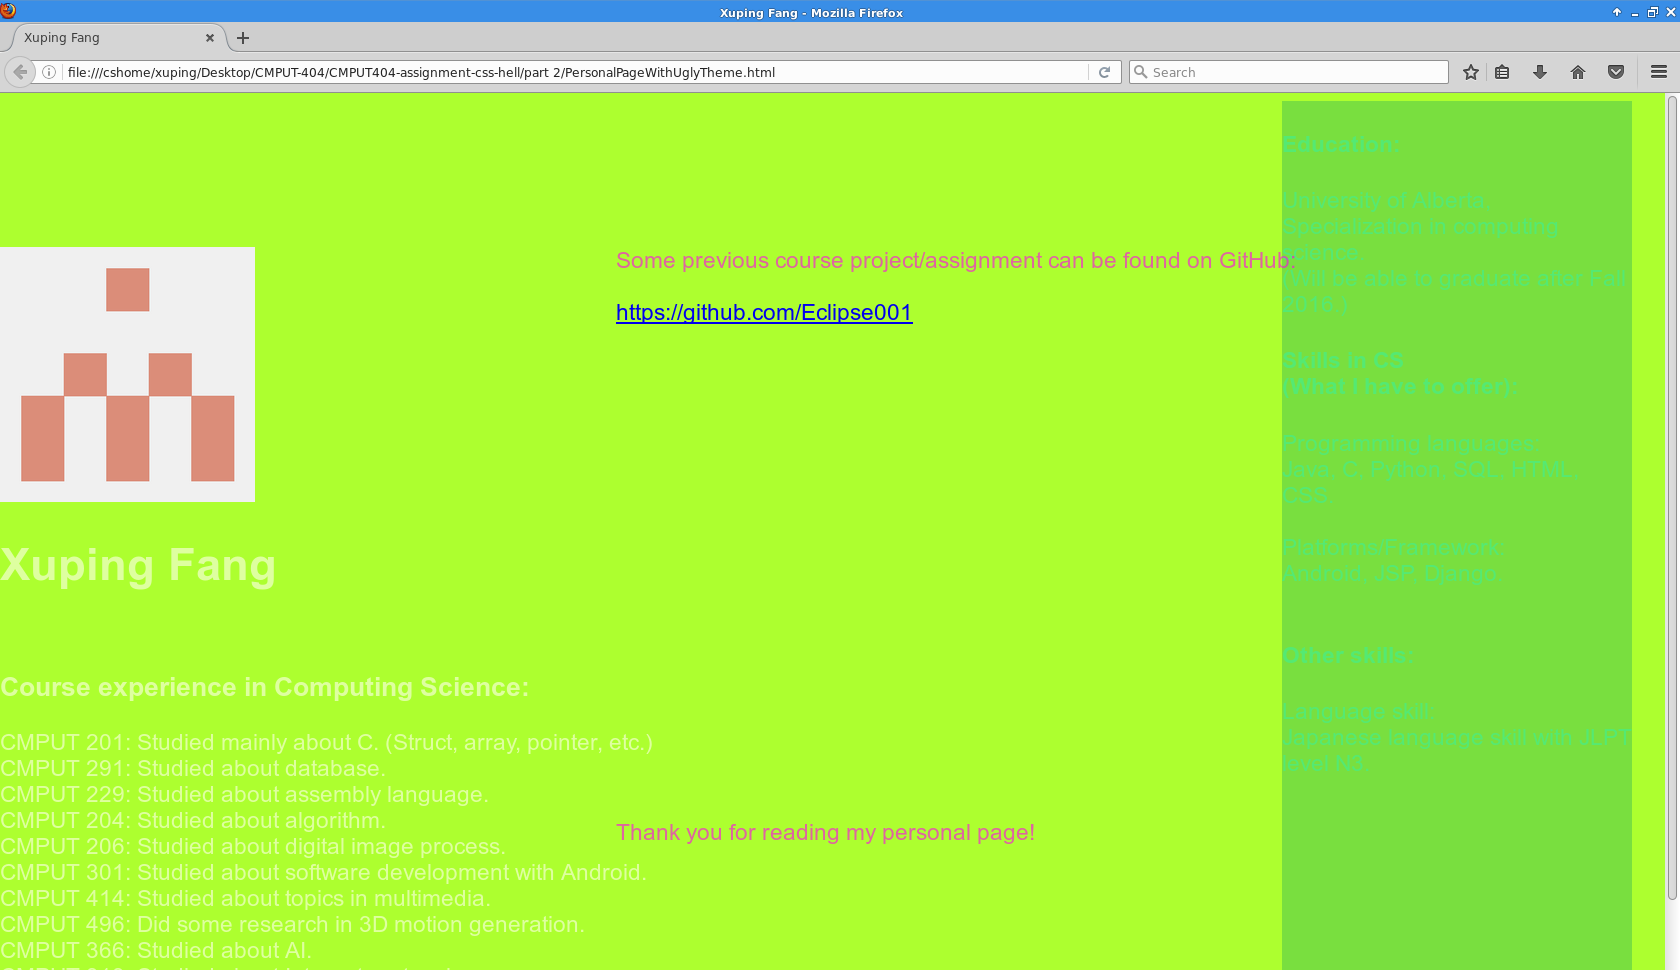 Xuping Fang - Mozilla Firefox
Xuping Fang
file:///cshome/xuping/Desktop/CMPUT-404/CMPUT404-assignment-css-hell/part 2/PersonalPageWithUglyTheme.html
Search
Some previous course project/assignment can be found on GitHub:
https://github.com/Eclipse001
Xuping Fang
Course experience in Computing Science:
CMPUT 201: Studied mainly about C. (Struct, array, pointer, etc.)
CMPUT 291: Studied about database.
CMPUT 229: Studied about assembly language.
CMPUT 204: Studied about algorithm.
CMPUT 206: Studied about digital image process.
CMPUT 301: Studied about software development with Android.
CMPUT 414: Studied about topics in multimedia.
CMPUT 496: Did some research in 3D motion generation.
CMPUT 366: Studied about AI.
Thank you for reading my personal page!
Education:
University of Alberta,
Specialization in computing
science
(Will be able to graduate after Fall
2016.)
Skills in CS
(What I have to offer):
Programming languages:
Java, C, Python, SQL, HTML,
CSS.
Platforms/Framework:
Android, JSP, Django.
Other skills:
Language skill:
Japanese language skill with JLPT
level